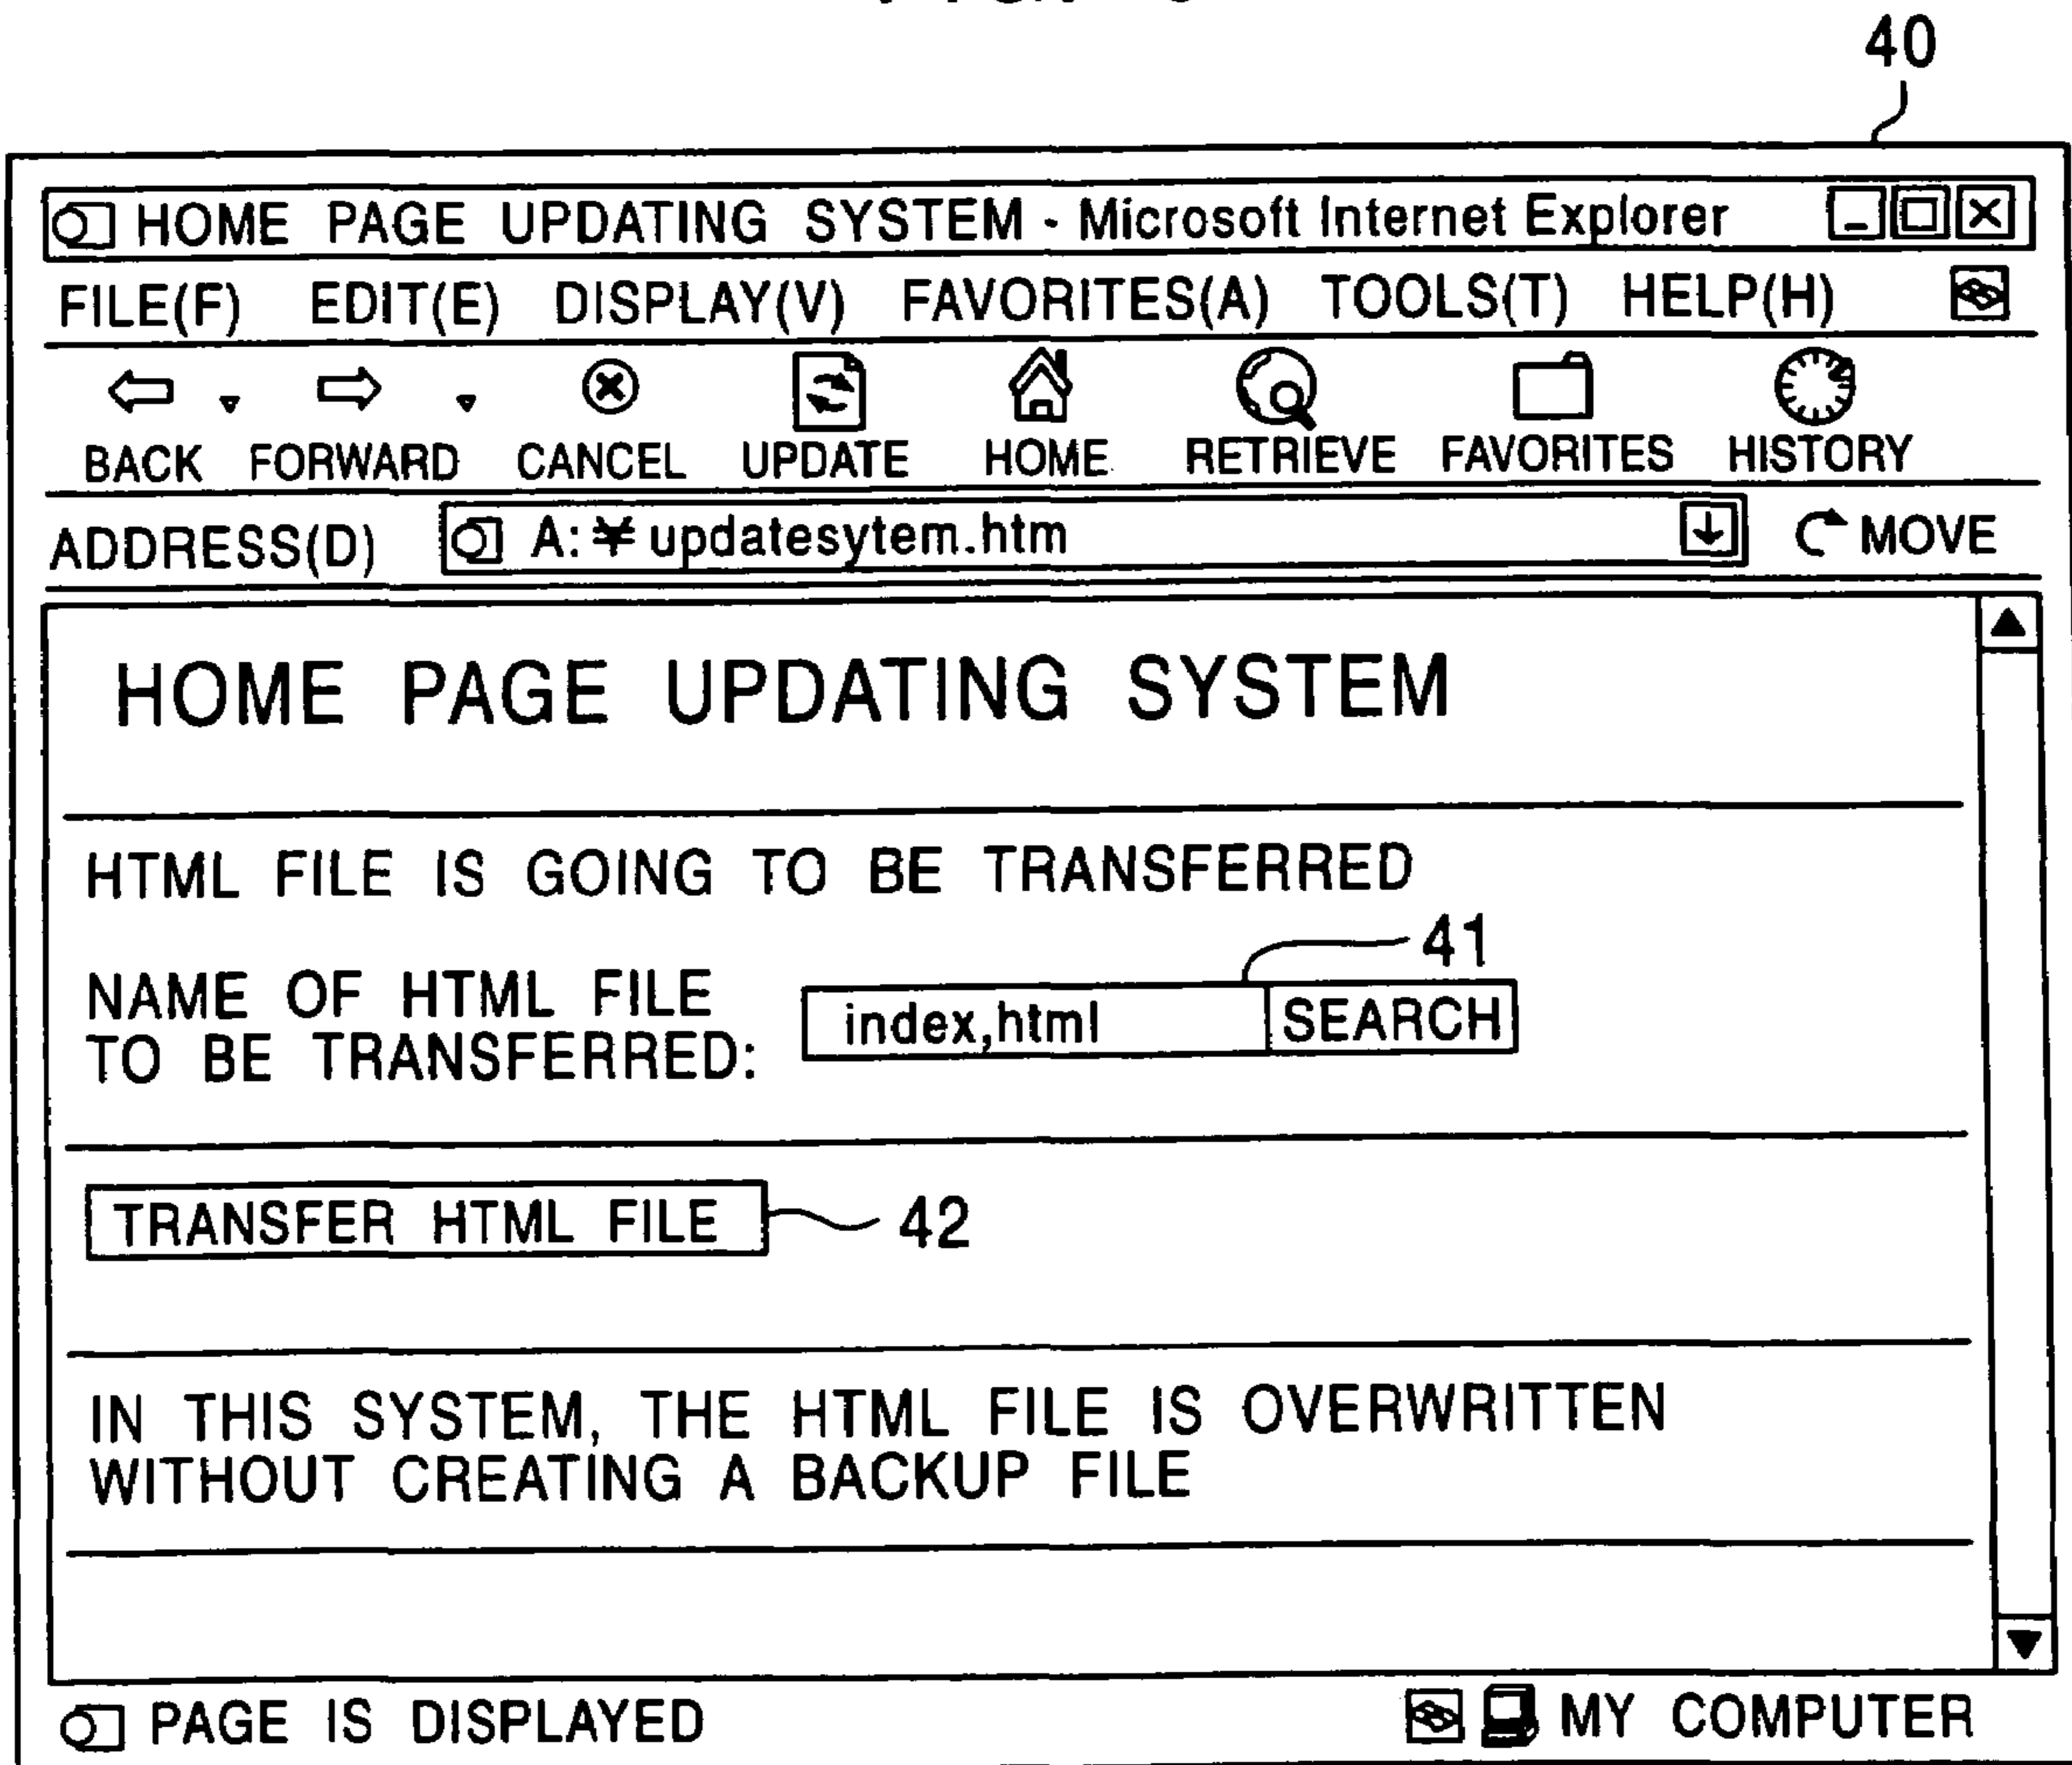 40
HOME PAGE UPDATING SYSTEM - Microsoft Internet Explorer
FILE(F) EDIT(E) DISPLAY(V) FAVORITES(A) TOOLS(T) HELP(H)
BACK FORWARD CANCEL UPDATE HOME RETRIEVE FAVORITES HISTORY
ADDRESS(D) A:¥updatesytem.htm MOVE
HOME PAGE UPDATING SYSTEM
HTML FILE IS GOING TO BE TRANSFERRED
41
NAME OF HTML FILE
TO BE TRANSFERRED: index,html SEARCH
TRANSFER HTML FILE 42
IN THIS SYSTEM, THE HTML FILE IS OVERWRITTEN
WITHOUT CREATING A BACKUP FILE
PAGE IS DISPLAYED MY COMPUTER